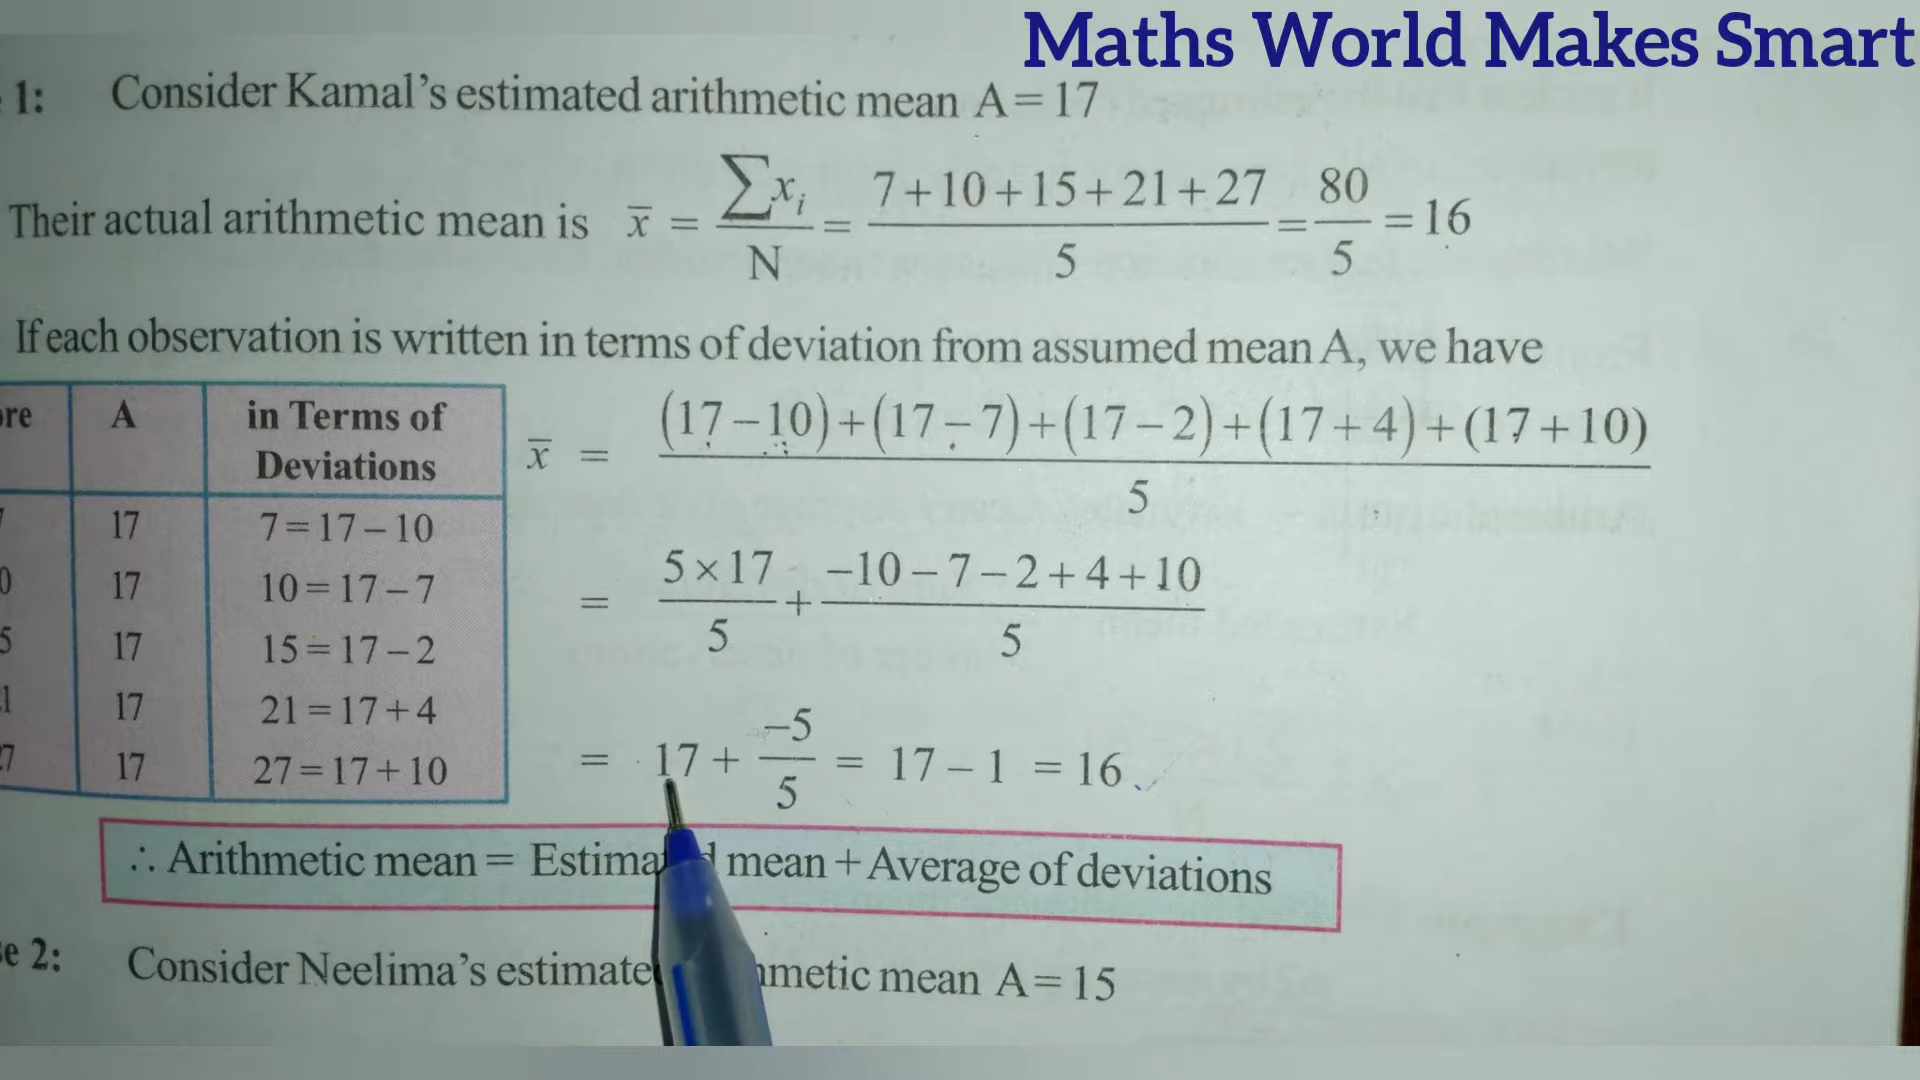 Maths World Makes Smart
1: Consider Kamal's estimated arithmetic mean A = 17
Their actual arithmetic mean is x̄ = ∑xᵢ/N = (7+10+15+21+27)/5 = 80/5 = 16
If each observation is written in terms of deviation from assumed mean A, we have
A in Terms of Deviations
17 7 = 17 – 10
17 10 = 17 – 7
17 15 = 17 – 2
17 21 = 17 + 4
17 27 = 17 + 10
x̄ = ((17 – 10)+(17 – 7)+(17 – 2)+(17 + 4)+(17 + 10))/5
= (5 × 17)/5 + (–10 – 7 – 2 + 4 + 10)/5
= 17 + –5/5 = 17 – 1 = 16
∴ Arithmetic mean = mean + Average of deviations
2: Consider Neelima's mean A = 15